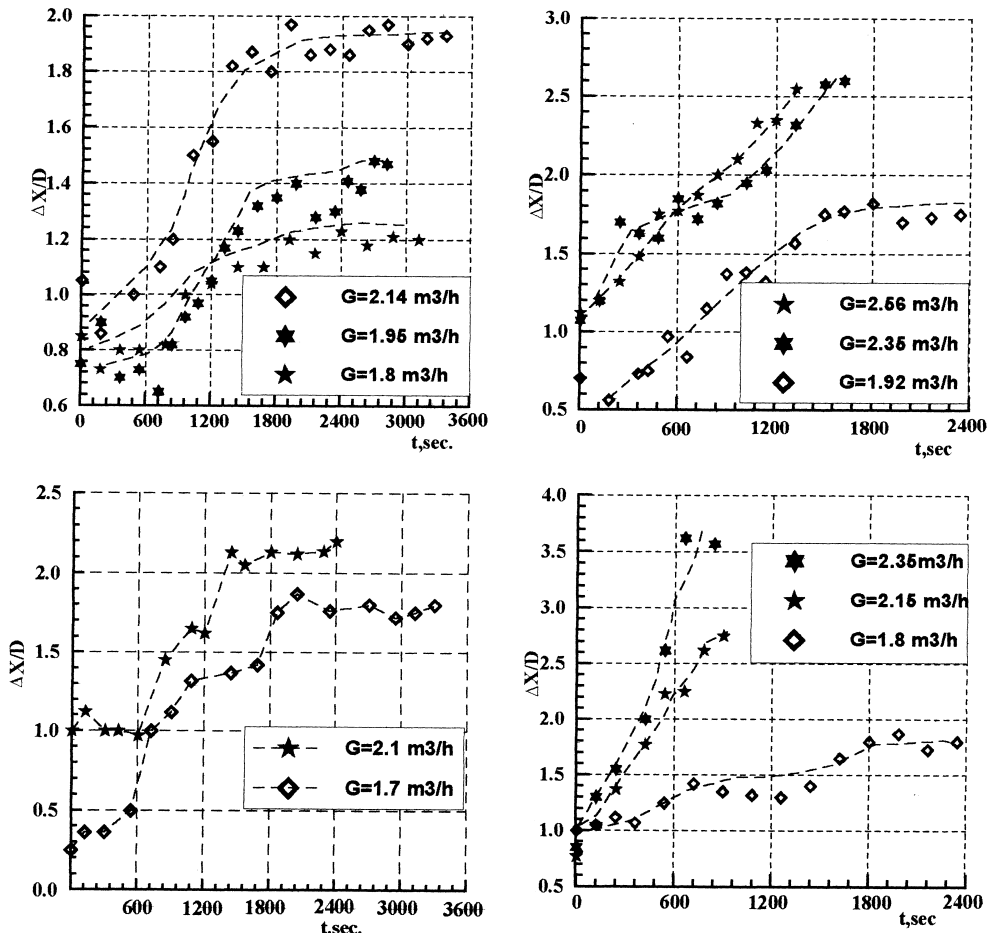 2.0
1.8
1.6
1.4
1.2
1.0
0.8
0.6
ΔX/D
0 600 1200 1800 2400 3000 3600
t,sec.
G=2.14 m3/h
G=1.95 m3/h
G=1.8 m3/h
3.0
2.5
2.0
1.5
1.0
0.5
ΔX/D
0 600 1200 1800 2400
t,sec
G=2.56 m3/h
G=2.35 m3/h
G=1.92 m3/h
2.5
2.0
1.5
1.0
0.5
0.0
ΔX/D
600 1200 1800 2400 3000 3600
t.sec.
G=2.1 m3/h
G=1.7 m3/h
4.0
3.5
3.0
2.5
2.0
1.5
1.0
0.5
ΔX/D
0 600 1200 1800 2400
t,sec
G=2.35m3/h
G=2.15 m3/h
G=1.8 m3/h